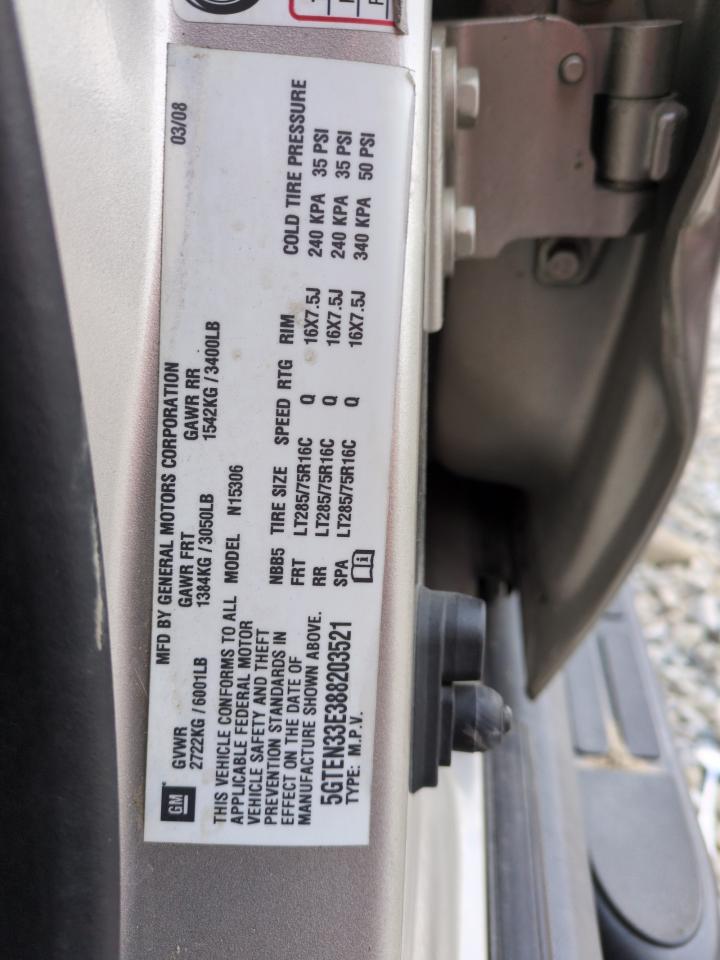 GM
MFD BY GENERAL MOTORS CORPORATION 03/08
GVWR GAWR FRT GAWR RR
2722KG / 6001LB 1384KG / 3050LB 1542KG / 3400LB
THIS VEHICLE CONFORMS TO ALL
APPLICABLE FEDERAL MOTOR
VEHICLE SAFETY AND THEFT
PREVENTION STANDARDS IN
EFFECT ON THE DATE OF
MANUFACTURE SHOWN ABOVE.
5GTEN33E388203521
TYPE: M.P.V.
MODEL N15306
NBB5 TIRE SIZE SPEED RTG RIM COLD TIRE PRESSURE
FRT LT285/75R16C Q 16X7.5J 240 KPA 35 PSI
RR LT285/75R16C Q 16X7.5J 240 KPA 35 PSI
SPA LT285/75R16C Q 16X7.5J 340 KPA 50 PSI